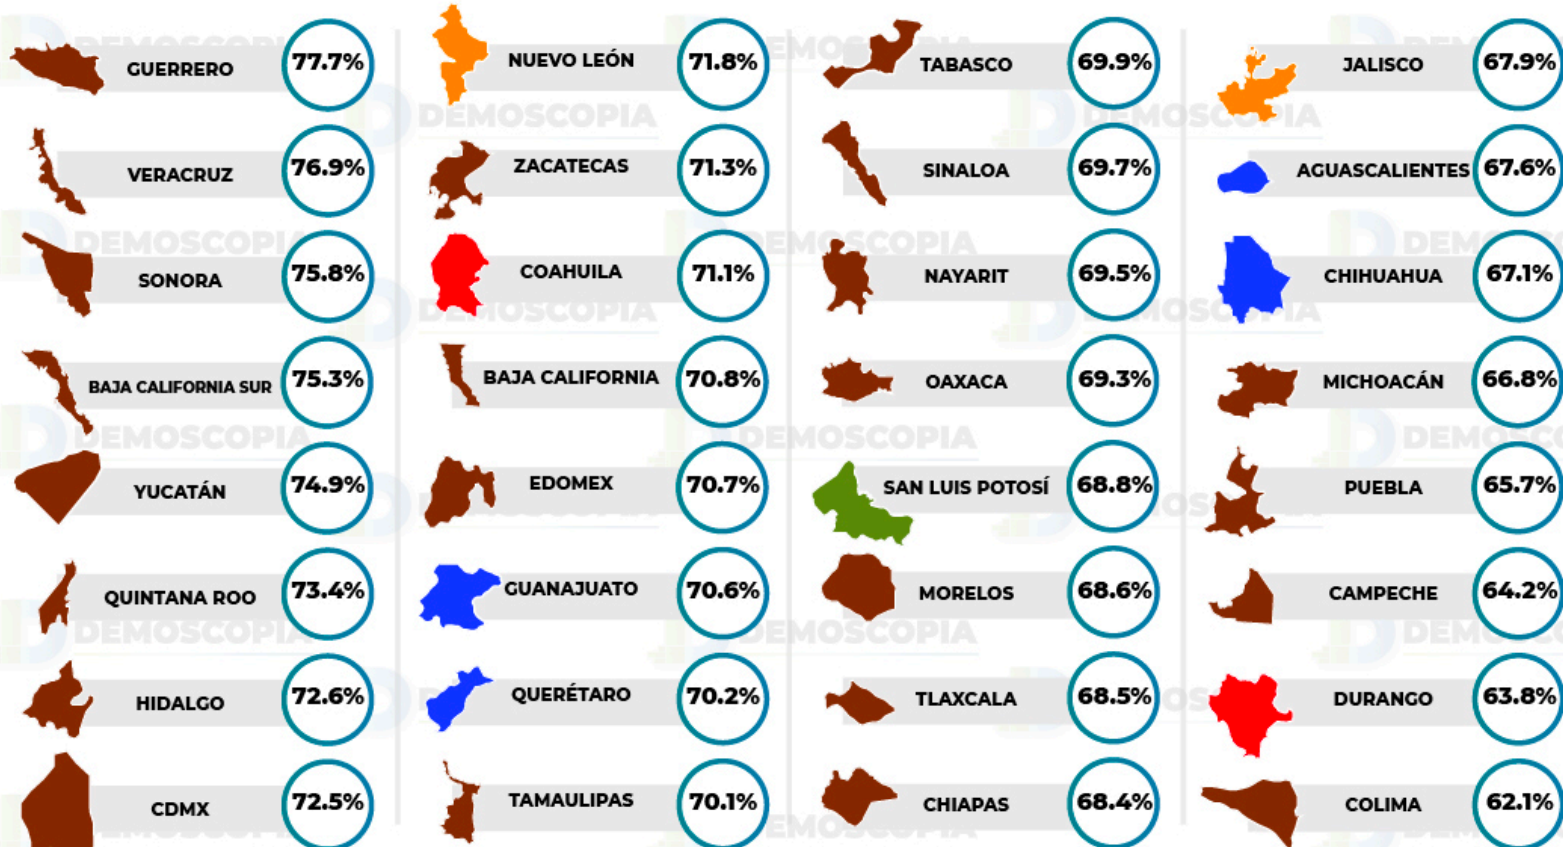 GUERRERO 77.7%
VERACRUZ 76.9%
SONORA 75.8%
BAJA CALIFORNIA SUR 75.3%
YUCATÁN 74.9%
QUINTANA ROO 73.4%
HIDALGO 72.6%
CDMX 72.5%
NUEVO LEÓN 71.8%
ZACATECAS 71.3%
COAHUILA 71.1%
BAJA CALIFORNIA 70.8%
EDOMEX 70.7%
GUANAJUATO 70.6%
QUERÉTARO 70.2%
TAMAULIPAS 70.1%
TABASCO 69.9%
SINALOA 69.7%
NAYARIT 69.5%
OAXACA 69.3%
SAN LUIS POTOSÍ 68.8%
MORELOS 68.6%
TLAXCALA 68.5%
CHIAPAS 68.4%
JALISCO 67.9%
AGUASCALIENTES 67.6%
CHIHUAHUA 67.1%
MICHOACÁN 66.8%
PUEBLA 65.7%
CAMPECHE 64.2%
DURANGO 63.8%
COLIMA 62.1%
DEMOSCOPIA